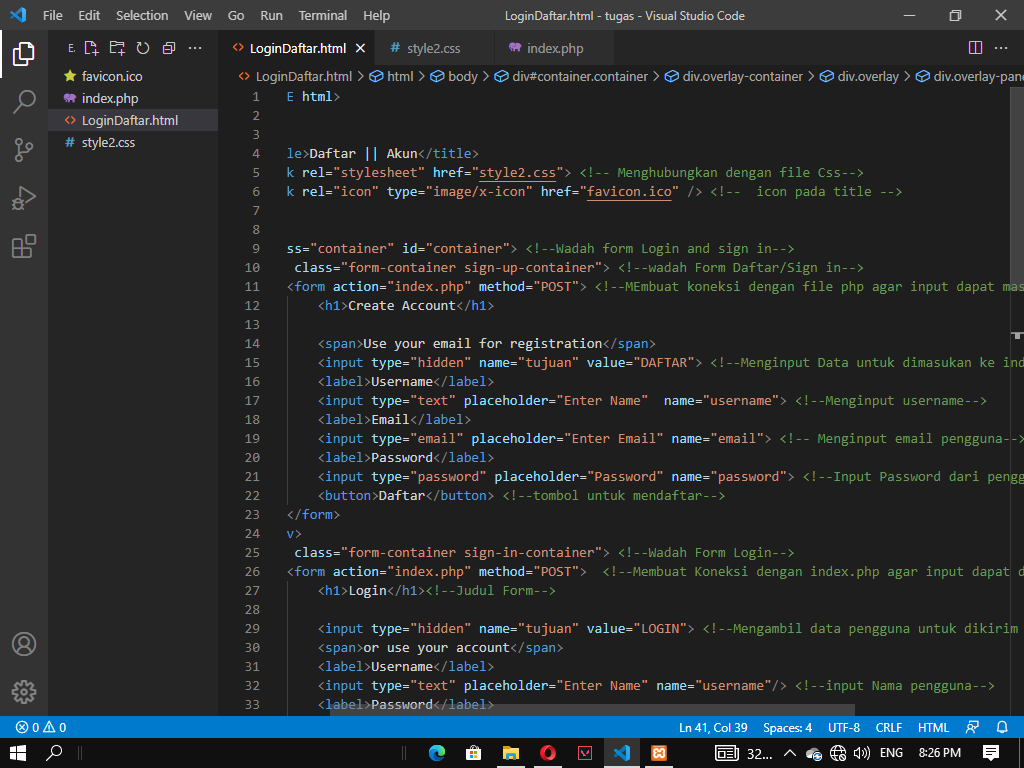 File Edit Selection View Go Run Terminal Help LoginDaftar.html - tugas - Visual Studio Code
E.
favicon.ico
index.php
LoginDaftar.html
style2.css
LoginDaftar.html style2.css index.php
LoginDaftar.html > html > body > div#container.container > div.overlay-container > div.overlay > div.overlay-pane
1 E html>
2
3
4 le>Daftar || Akun</title>
5 k rel="stylesheet" href="style2.css"> <!-- Menghubungkan dengan file Css-->
6 k rel="icon" type="image/x-icon" href="favicon.ico" /> <!--  icon pada title -->
7
8
9 ss="container" id="container"> <!--Wadah form Login and sign in-->
10 class="form-container sign-up-container"> <!--wadah Form Daftar/Sign in-->
11 <form action="index.php" method="POST"> <!--MEmbuat koneksi dengan file php agar input dapat mas
12 <h1>Create Account</h1>
13
14 <span>Use your email for registration</span>
15 <input type="hidden" name="tujuan" value="DAFTAR"> <!--Menginput Data untuk dimasukan ke ind
16 <label>Username</label>
17 <input type="text" placeholder="Enter Name"  name="username"> <!--Menginput username-->
18 <label>Email</label>
19 <input type="email" placeholder="Enter Email" name="email"> <!-- Menginput email pengguna-->
20 <label>Password</label>
21 <input type="password" placeholder="Password" name="password"> <!--Input Password dari pengg
22 <button>Daftar</button> <!--tombol untuk mendaftar-->
23 </form>
24 v>
25 class="form-container sign-in-container"> <!--Wadah Form Login-->
26 <form action="index.php" method="POST">  <!--Membuat Koneksi dengan index.php agar input dapat d
27 <h1>Login</h1><!--Judul Form-->
28
29 <input type="hidden" name="tujuan" value="LOGIN"> <!--Mengambil data pengguna untuk dikirim
30 <span>or use your account</span>
31 <label>Username</label>
32 <input type="text" placeholder="Enter Name" name="username"/> <!--input Nama pengguna-->
33 <label>Password</label>
0 0 Ln 41, Col 39 Spaces: 4 UTF-8 CRLF HTML
32... ENG 8:26 PM